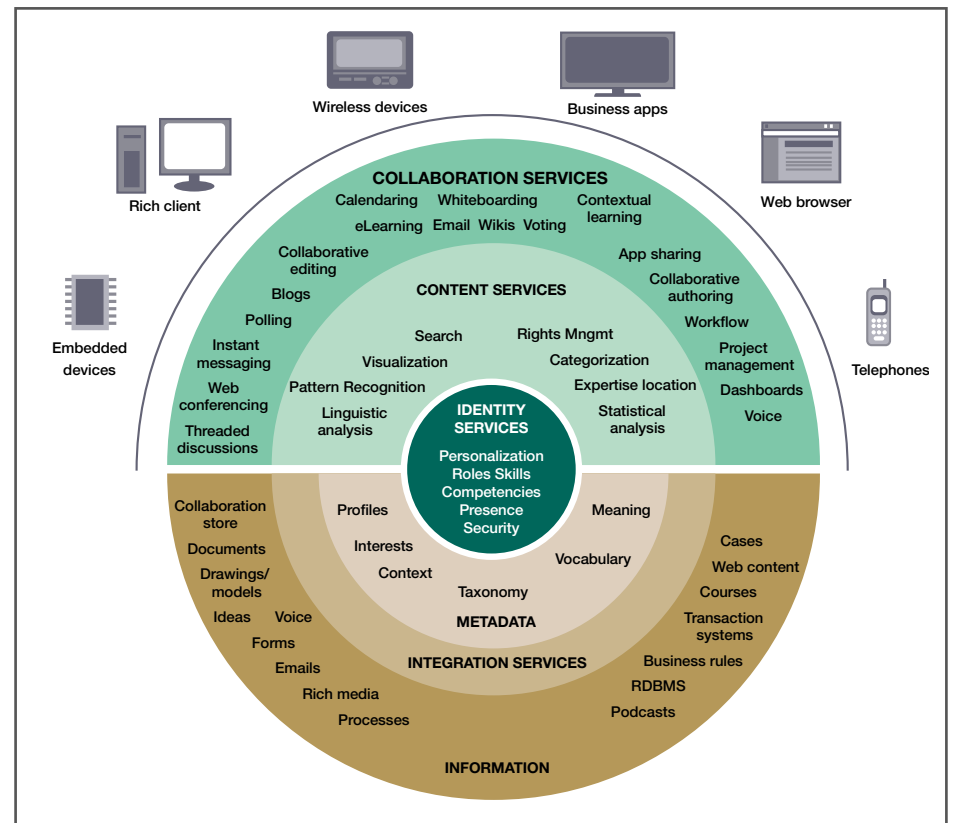 Wireless devices
Business apps
Rich client
Web browser
Embedded
devices
Telephones
COLLABORATION SERVICES
Calendaring
Whiteboarding
Contextual
learning
eLearning
Email
Wikis
Voting
Collaborative
editing
App sharing
Blogs
Collaborative
authoring
Polling
Workflow
Instant
messaging
Project
management
Web
conferencing
Dashboards
Threaded
discussions
Voice
CONTENT SERVICES
Search
Rights Mngmt
Visualization
Categorization
Pattern Recognition
Expertise location
Linguistic
analysis
Statistical
analysis
IDENTITY
SERVICES
Personalization
Roles Skills
Competencies
Presence
Security
Profiles
Meaning
Interests
Vocabulary
Context
Taxonomy
METADATA
INTEGRATION SERVICES
Collaboration
store
Documents
Drawings/
models
Ideas
Voice
Forms
Emails
Rich media
Processes
Cases
Web content
Courses
Transaction
systems
Business rules
RDBMS
Podcasts
INFORMATION